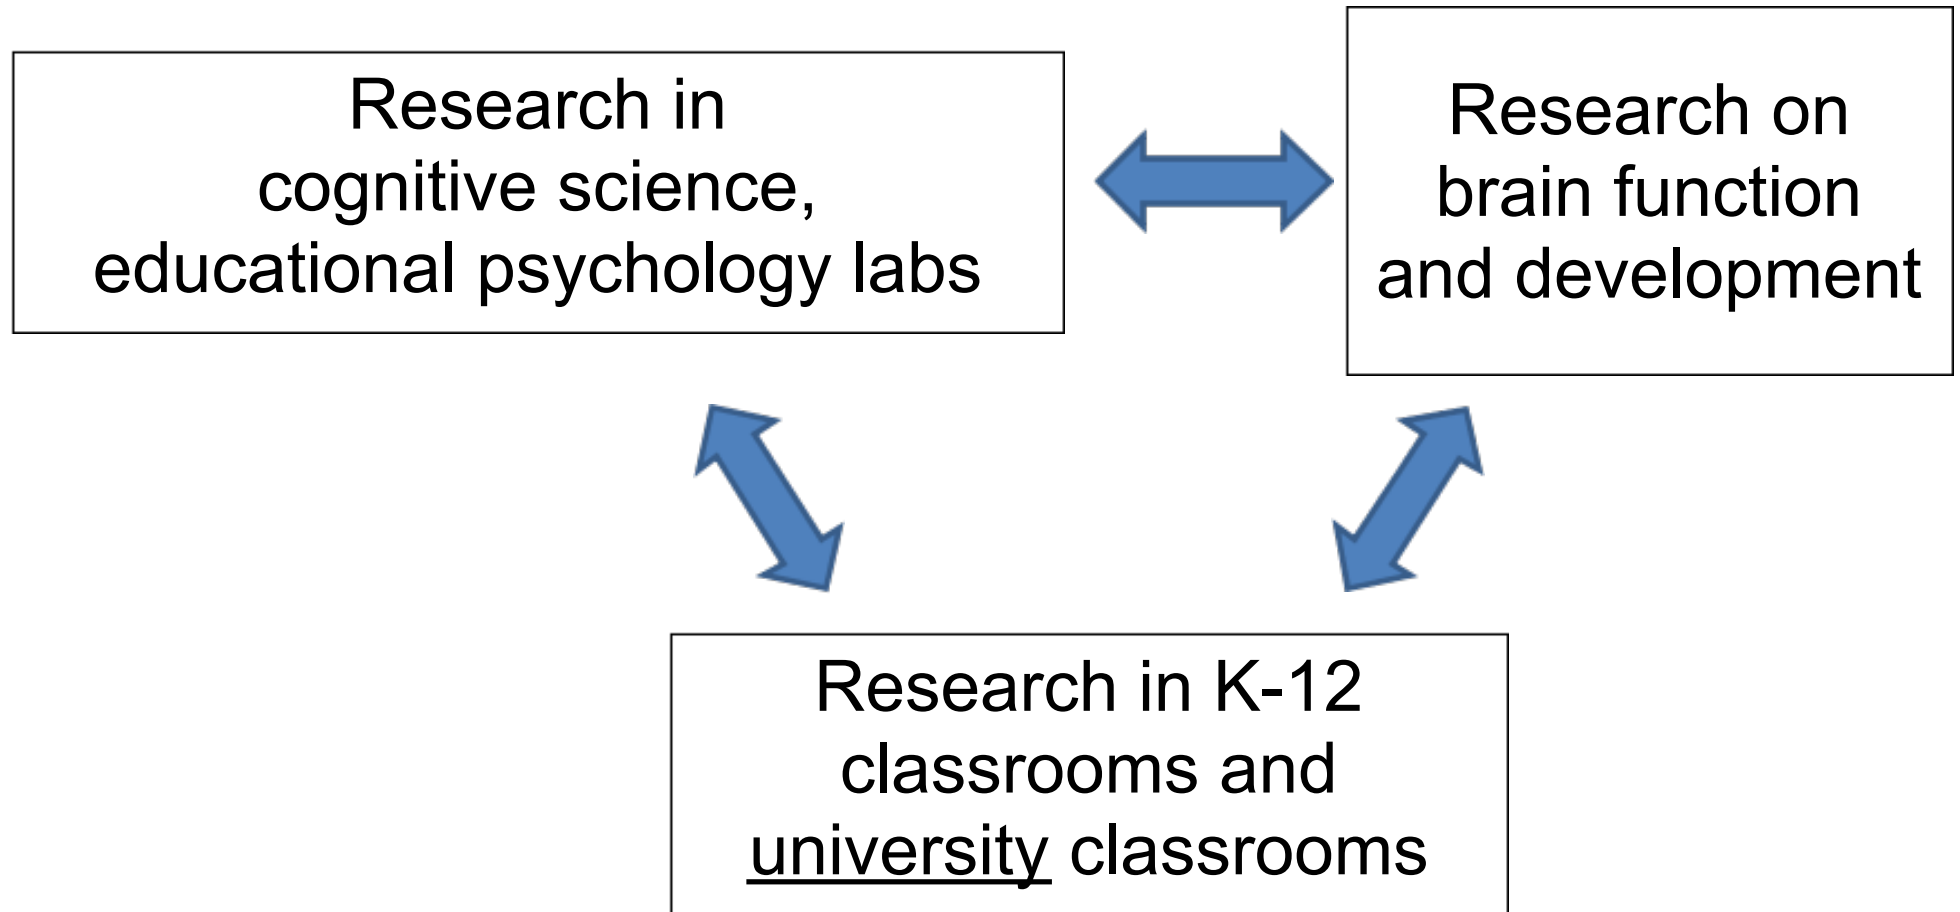 Research in
cognitive science,
educational psychology labs
Research on
brain function
and development
Research in K-12
classrooms and
university classrooms